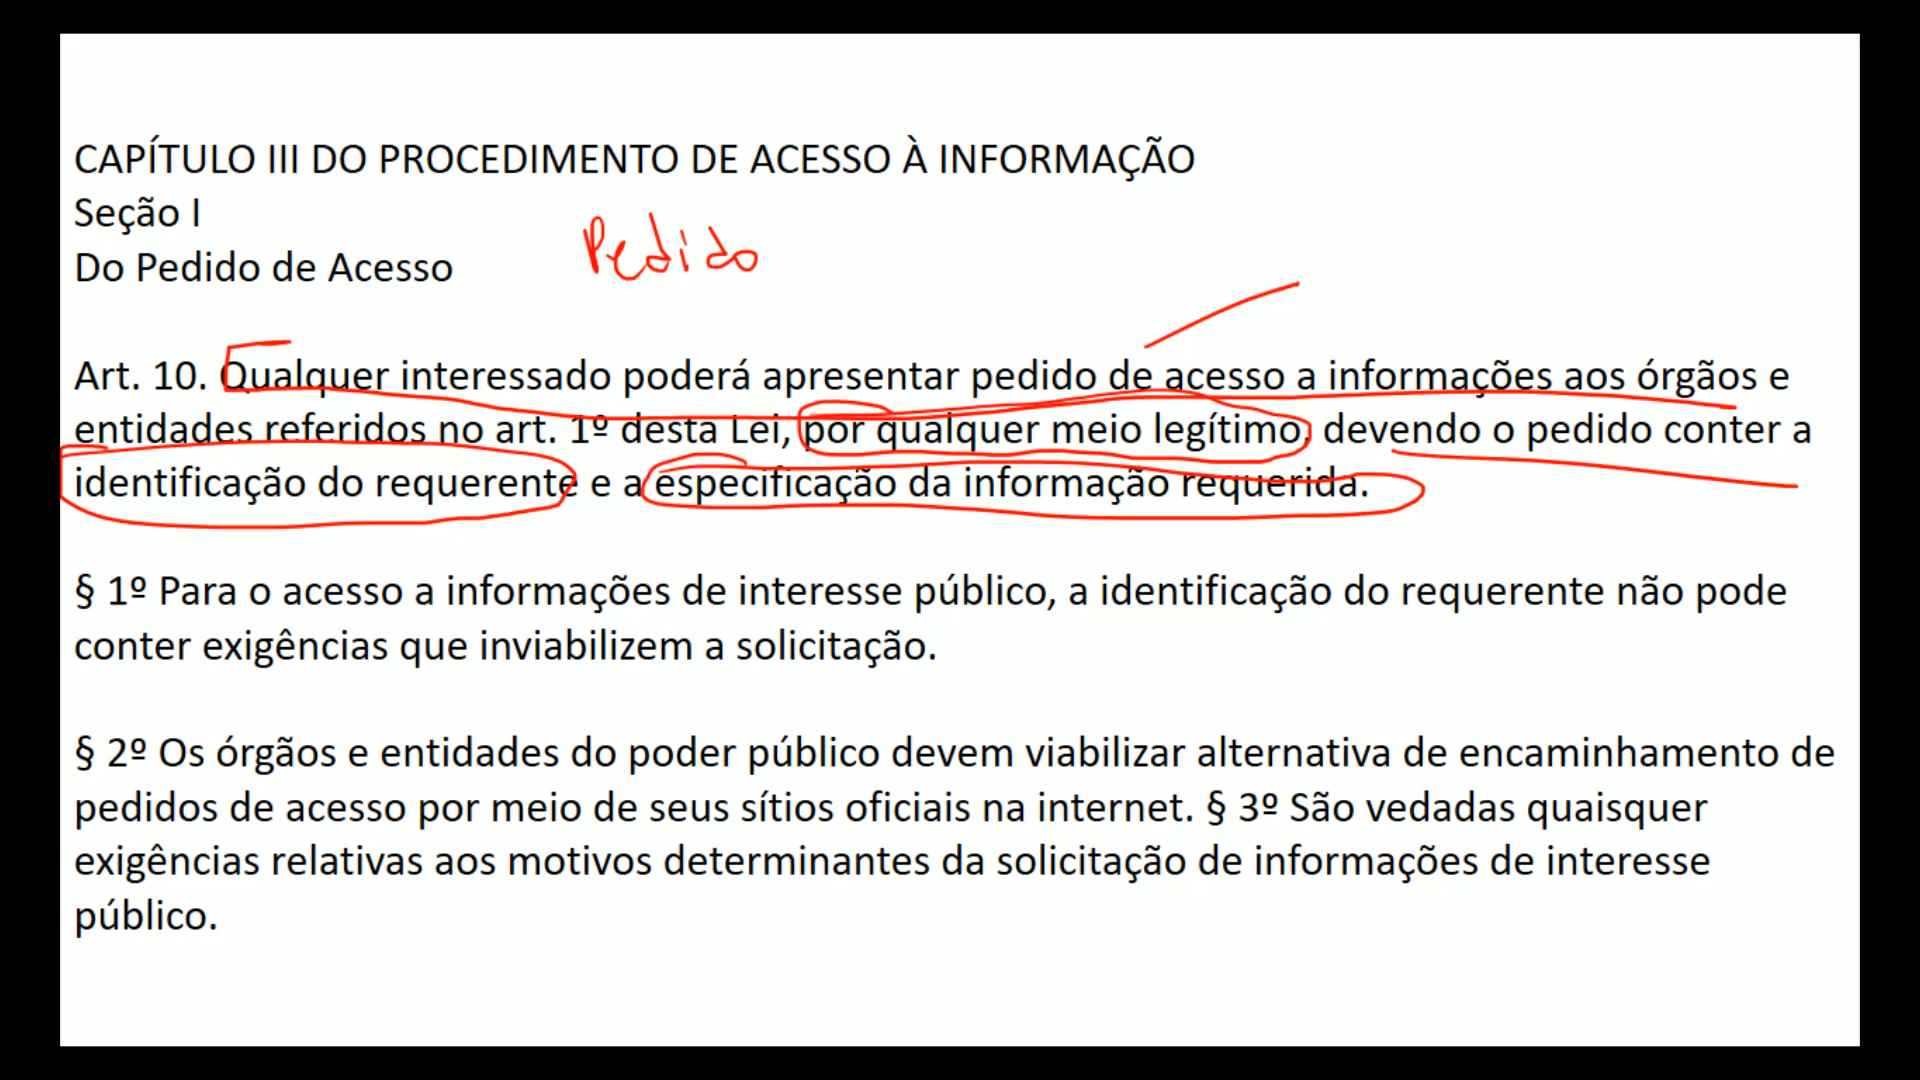 CAPÍTULO III DO PROCEDIMENTO DE ACESSO À INFORMAÇÃO
Seção I
Pedido
Do Pedido de Acesso
Art. 10. Qualquer interessado poderá apresentar pedido de acesso a informações aos órgãos e
entidades referidos no art. 1º desta Lei, por qualquer meio legítimo, devendo o pedido conter a
identificação do requerente e a especificação da informação requerida.
§ 1º Para o acesso a informações de interesse público, a identificação do requerente não pode
conter exigências que inviabilizem a solicitação.
§ 2º Os órgãos e entidades do poder público devem viabilizar alternativa de encaminhamento de
pedidos de acesso por meio de seus sítios oficiais na internet. § 3º São vedadas quaisquer
exigências relativas aos motivos determinantes da solicitação de informações de interesse
público.